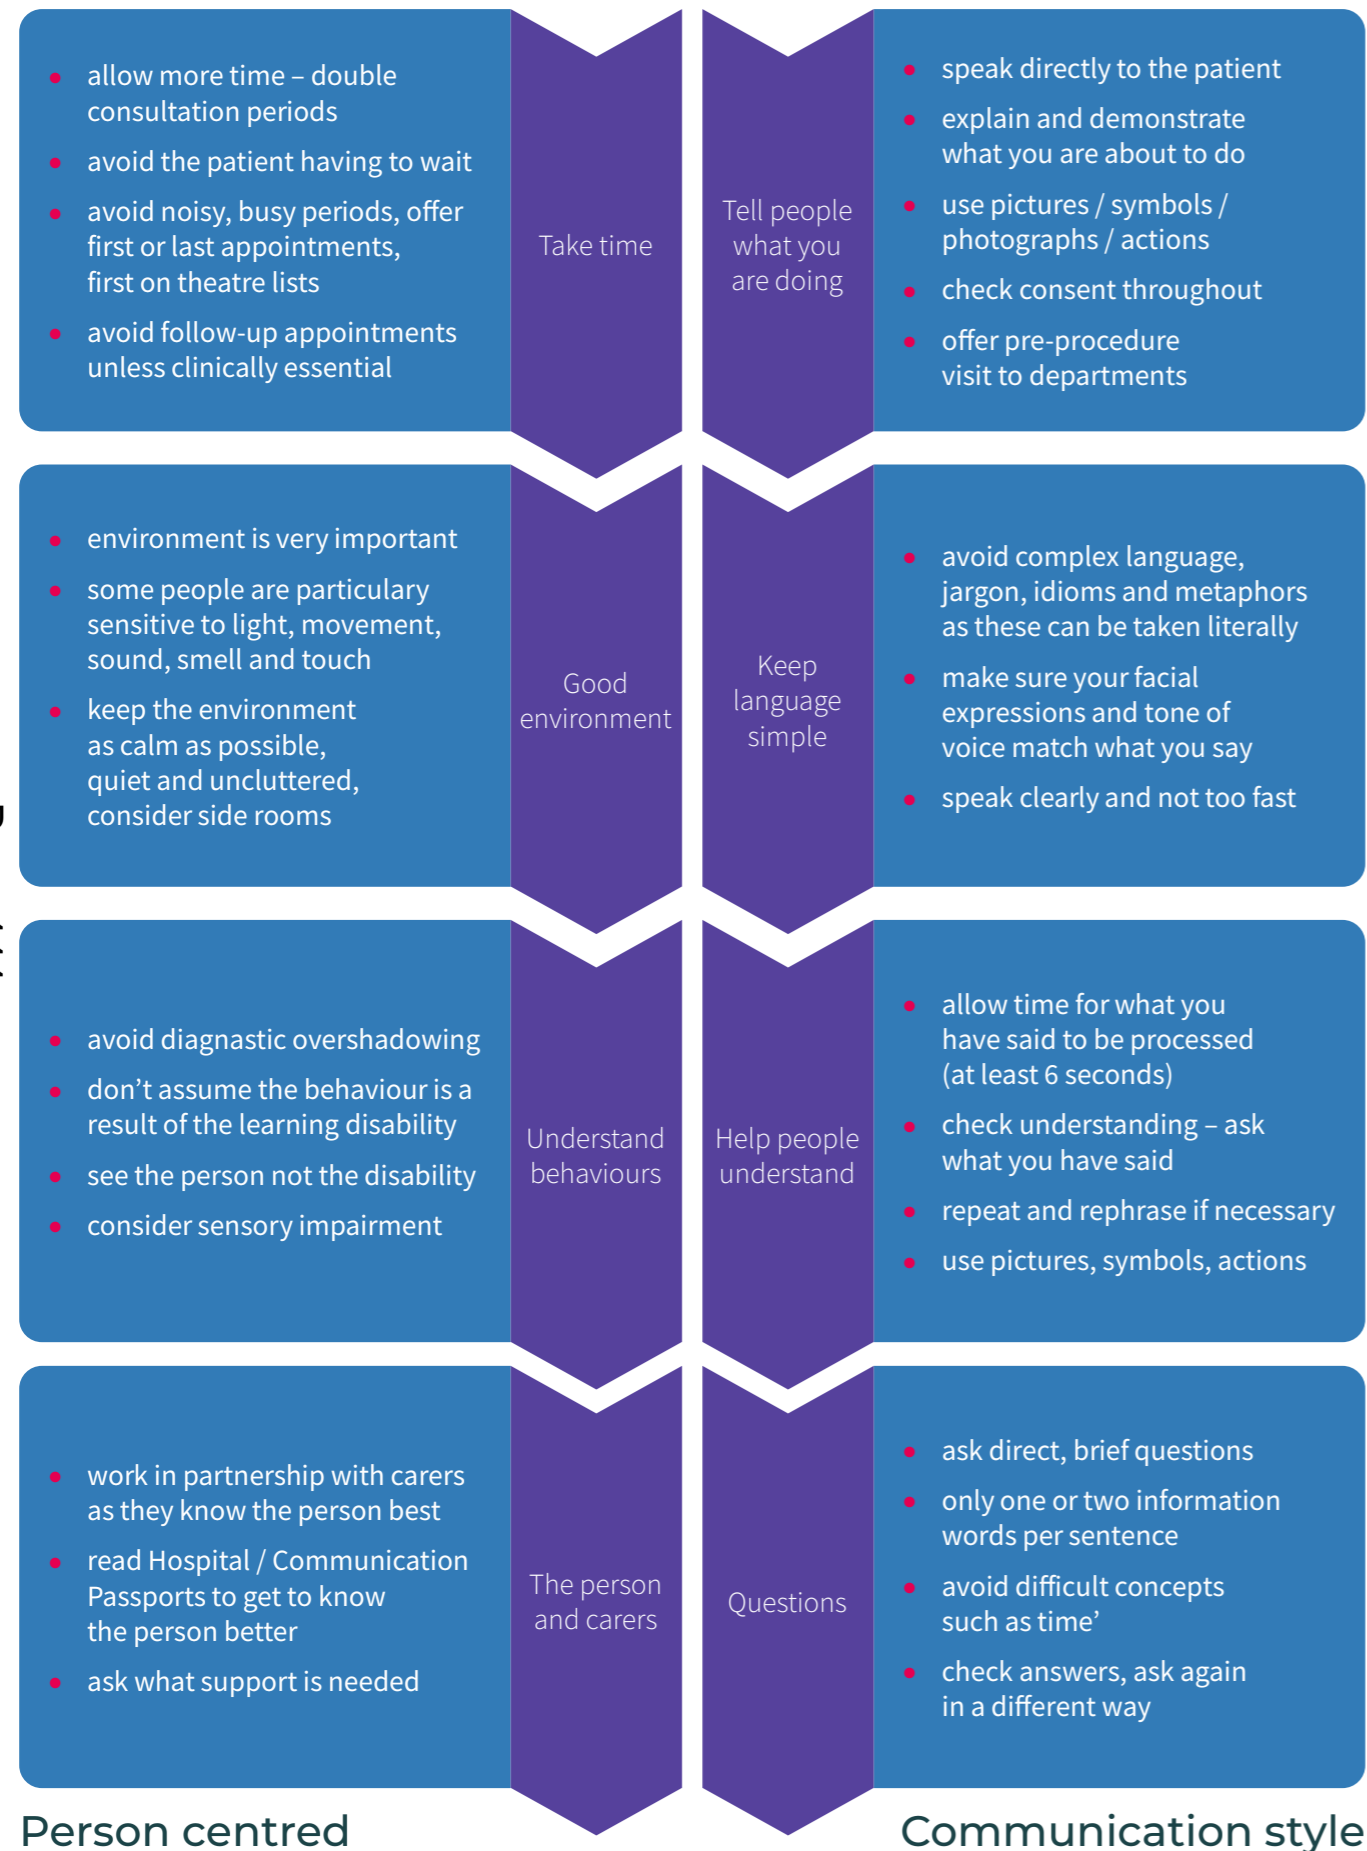 allow more time – double
consultation periods
avoid the patient having to wait
avoid noisy, busy periods, offer
first or last appointments,
first on theatre lists
avoid follow-up appointments
unless clinically essential
Take time
Tell people
what you
are doing
speak directly to the patient
explain and demonstrate
what you are about to do
use pictures / symbols /
photographs / actions
check consent throughout
offer pre-procedure
visit to departments
environment is very important
some people are particulary
sensitive to light, movement,
sound, smell and touch
keep the environment
as calm as possible,
quiet and uncluttered,
consider side rooms
Good
environment
Keep
language
simple
avoid complex language,
jargon, idioms and metaphors
as these can be taken literally
make sure your facial
expressions and tone of
voice match what you say
speak clearly and not too fast
avoid diagnastic overshadowing
don’t assume the behaviour is a
result of the learning disability
see the person not the disability
consider sensory impairment
Understand
behaviours
Help people
understand
allow time for what you
have said to be processed
(at least 6 seconds)
check understanding – ask
what you have said
repeat and rephrase if necessary
use pictures, symbols, actions
work in partnership with carers
as they know the person best
read Hospital / Communication
Passports to get to know
the person better
ask what support is needed
The person
and carers
Questions
ask direct, brief questions
only one or two information
words per sentence
avoid difficult concepts
such as time’
check answers, ask again
in a different way
Person centred
Communication style